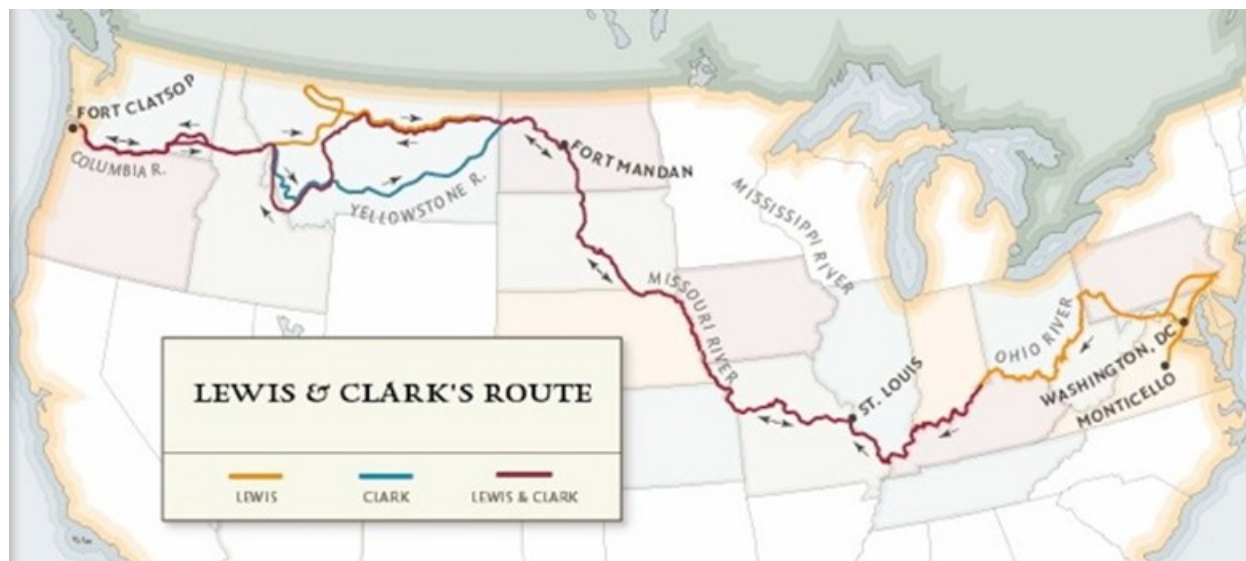 FORT CLATSOP
COLUMBIA R.
YELLOWSTONE R.
FORT MANDAN
MISSISSIPPI RIVER
MISSOURI RIVER
ST. LOUIS
OHIO RIVER
WASHINGTON, DC
MONTICELLO
LEWIS & CLARK'S ROUTE
LEWIS
CLARK
LEWIS & CLARK